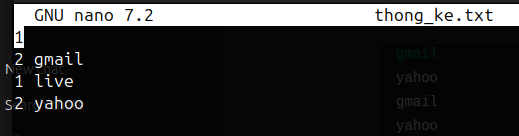 GNU nano 7.2 thong_ke.txt
1
2 gmail
1 live
2 yahoo
gmail
yahoo
gmail
yahoo